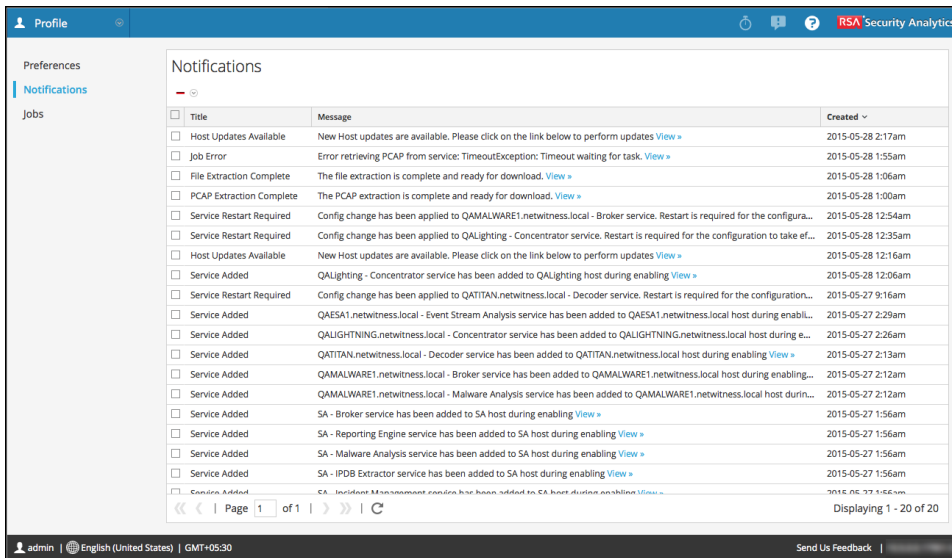 Profile
RSA Security Analytics
Preferences
Notifications
Jobs
Notifications
Title Message Created
Host Updates Available New Host updates are available. Please click on the link below to perform updates View » 2015-05-28 2:17am
Job Error Error retrieving PCAP from service: TimeoutException: Timeout waiting for task. View » 2015-05-28 1:55am
File Extraction Complete The file extraction is complete and ready for download. View » 2015-05-28 1:06am
PCAP Extraction Complete The PCAP extraction is complete and ready for download. View » 2015-05-28 1:00am
Service Restart Required Config change has been applied to QAMALWARE1.netwitness.local - Broker service. Restart is required for the configura... 2015-05-28 12:54am
Service Restart Required Config change has been applied to QALighting - Concentrator service. Restart is required for the configuration to take ef... 2015-05-28 12:35am
Host Updates Available New Host updates are available. Please click on the link below to perform updates View » 2015-05-28 12:16am
Service Added QALighting - Concentrator service has been added to QALighting host during enabling View » 2015-05-28 12:06am
Service Restart Required Config change has been applied to QATITAN.netwitness.local - Decoder service. Restart is required for the configuration... 2015-05-27 9:16am
Service Added QAESA1.netwitness.local - Event Stream Analysis service has been added to QAESA1.netwitness.local host during enabli... 2015-05-27 2:29am
Service Added QALIGHTNING.netwitness.local - Concentrator service has been added to QALIGHTNING.netwitness.local host during e... 2015-05-27 2:26am
Service Added QATITAN.netwitness.local - Decoder service has been added to QATITAN.netwitness.local host during enabling View » 2015-05-27 2:13am
Service Added QAMALWARE1.netwitness.local - Broker service has been added to QAMALWARE1.netwitness.local host during enabling... 2015-05-27 2:12am
Service Added QAMALWARE1.netwitness.local - Malware Analysis service has been added to QAMALWARE1.netwitness.local host durin... 2015-05-27 2:12am
Service Added SA - Broker service has been added to SA host during enabling View » 2015-05-27 1:56am
Service Added SA - Reporting Engine service has been added to SA host during enabling View » 2015-05-27 1:56am
Service Added SA - Malware Analysis service has been added to SA host during enabling View » 2015-05-27 1:56am
Service Added SA - IPDB Extractor service has been added to SA host during enabling View » 2015-05-27 1:56am
Service Added SA - Incident Management service has been added to SA host during enabling View » 2015-05-27 1:56am
Page 1 of 1 Displaying 1 - 20 of 20
admin | English (United States) | GMT+05:30 Send Us Feedback |